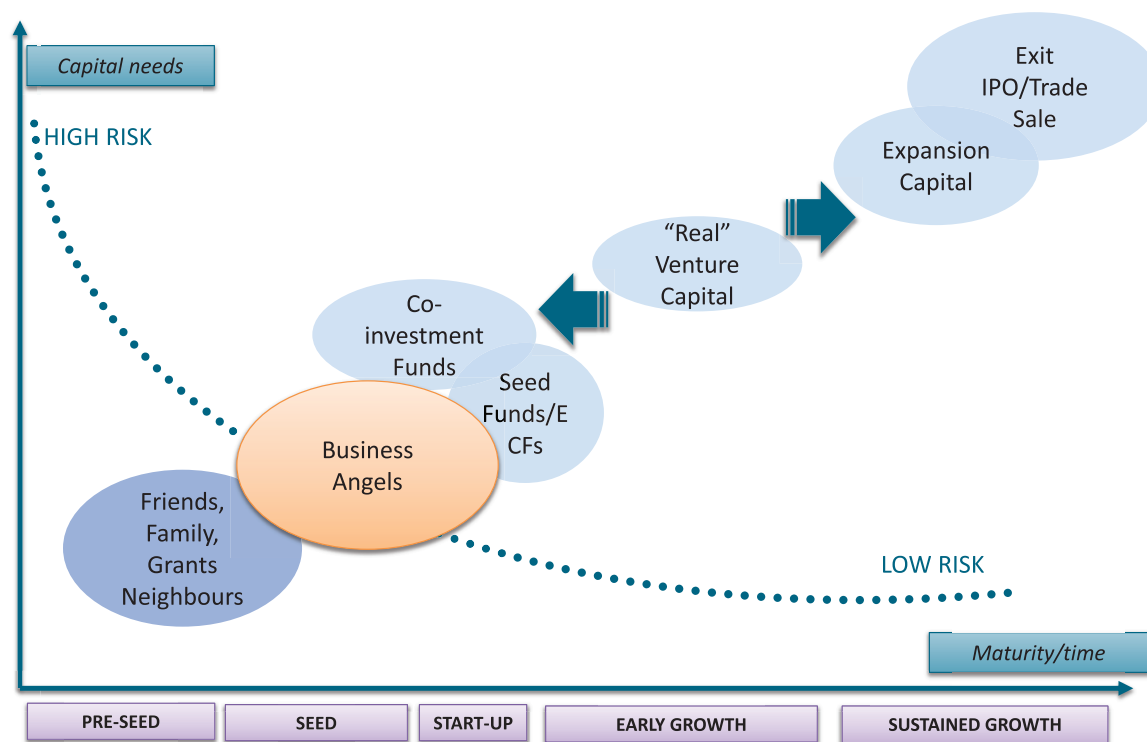 Capital needs
HIGH RISK
Exit
IPO/Trade
Sale
Expansion
Capital
“Real”
Venture
Capital
Co-
investment
Funds
Seed
Funds/E
CFs
Business
Angels
Friends,
Family,
Grants
Neighbours
LOW RISK
Maturity/time
PRE-SEED
SEED
START-UP
EARLY GROWTH
SUSTAINED GROWTH